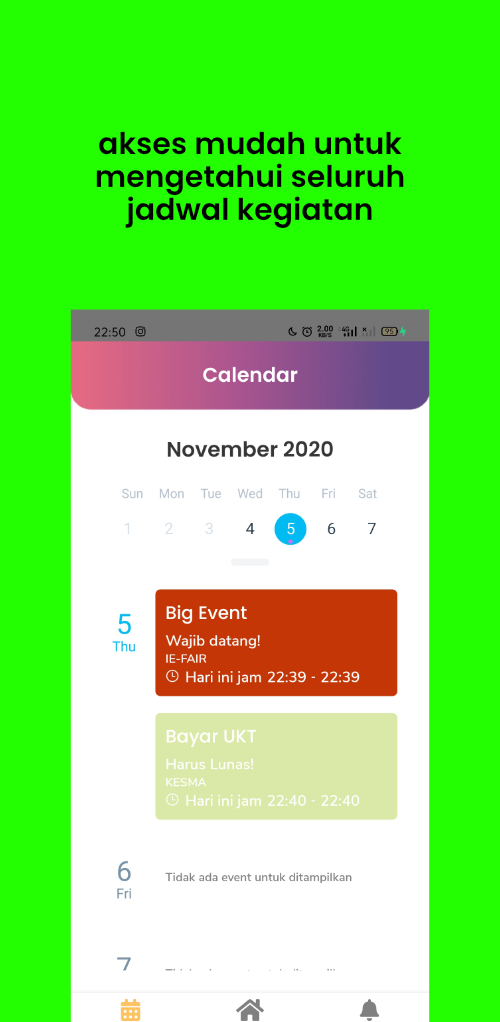 akses mudah untuk
mengetahui seluruh
jadwal kegiatan
22:50 2.00 KB/S 4G 95
Calendar
November 2020
Sun Mon Tue Wed Thu Fri Sat
1 2 3 4 5 6 7
5
Thu
Big Event
Wajib datang!
IE-FAIR
Hari ini jam 22:39 - 22:39
Bayar UKT
Harus Lunas!
KESMA
Hari ini jam 22:40 - 22:40
6
Fri
Tidak ada event untuk ditampilkan
7